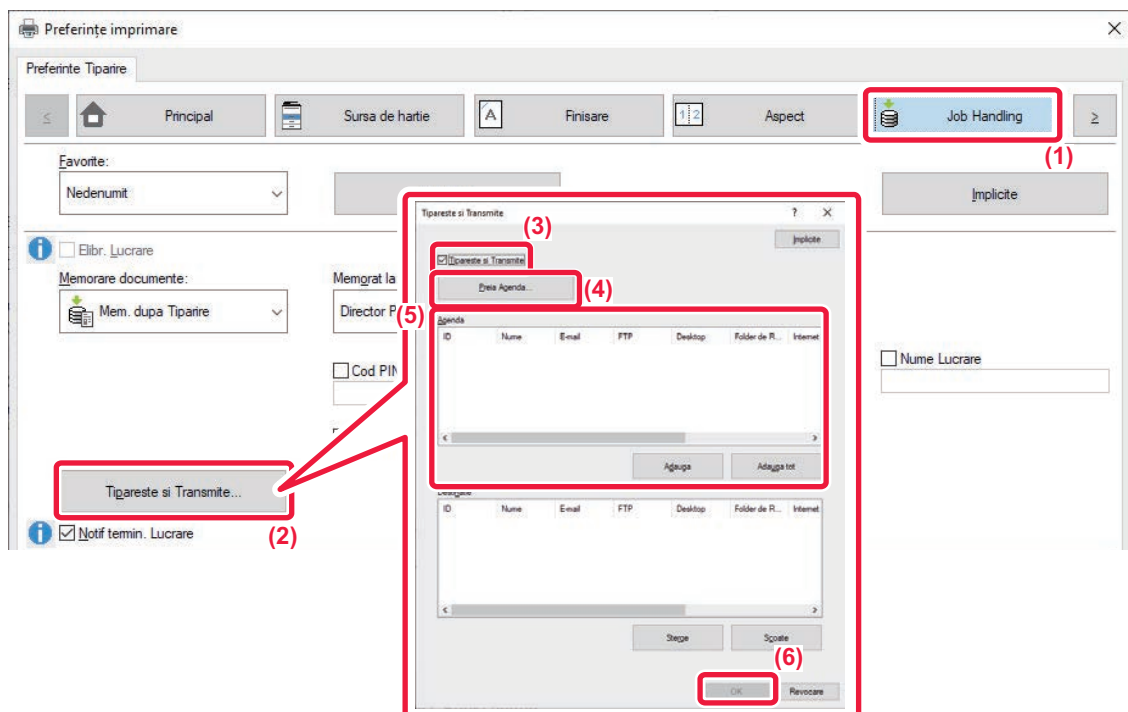 Preferințe imprimare
Preferinte Tiparire
≤ Principal Sursa de hartie A Finisare 1 2 Aspect Job Handling ≥
(1)
Favorite:
Nedenumit
Implicite
Tipareste si Transmite ?
(3)
Implicite
Elibr. Lucrare
Tipareste si Transmite
Memorare documente:
Memorat la
Preia Agenda...
(4)
Mem. dupa Tiparire
Director P
(5)
Agenda
ID Nume E-mail FTP Desktop Folder de R... Internet
Nume Lucrare
Cod PIN
Adauga Adauga tot
Tipareste si Transmite...
(2)
ID Nume E-mail FTP Desktop Folder de R... Internet
Notif termin. Lucrare
Sterge Scoate
(6)
OK Revocare